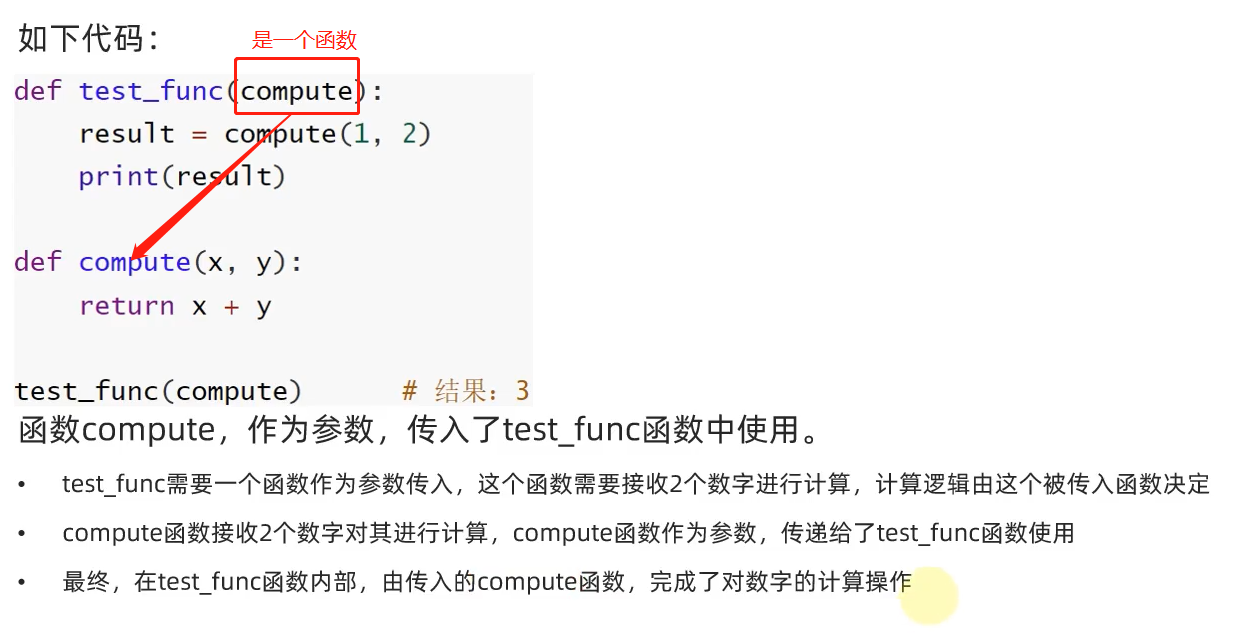 如下代码：
是一个函数
def test_func(compute):
    result = compute(1, 2)
    print(result)
def compute(x, y):
    return x + y
test_func(compute)      # 结果：3
函数compute，作为参数，传入了test_func函数中使用。
• test_func需要一个函数作为参数传入，这个函数需要接收2个数字进行计算，计算逻辑由这个被传入函数决定
• compute函数接收2个数字对其进行计算，compute函数作为参数，传递给了test_func函数使用
• 最终，在test_func函数内部，由传入的compute函数，完成了对数字的计算操作